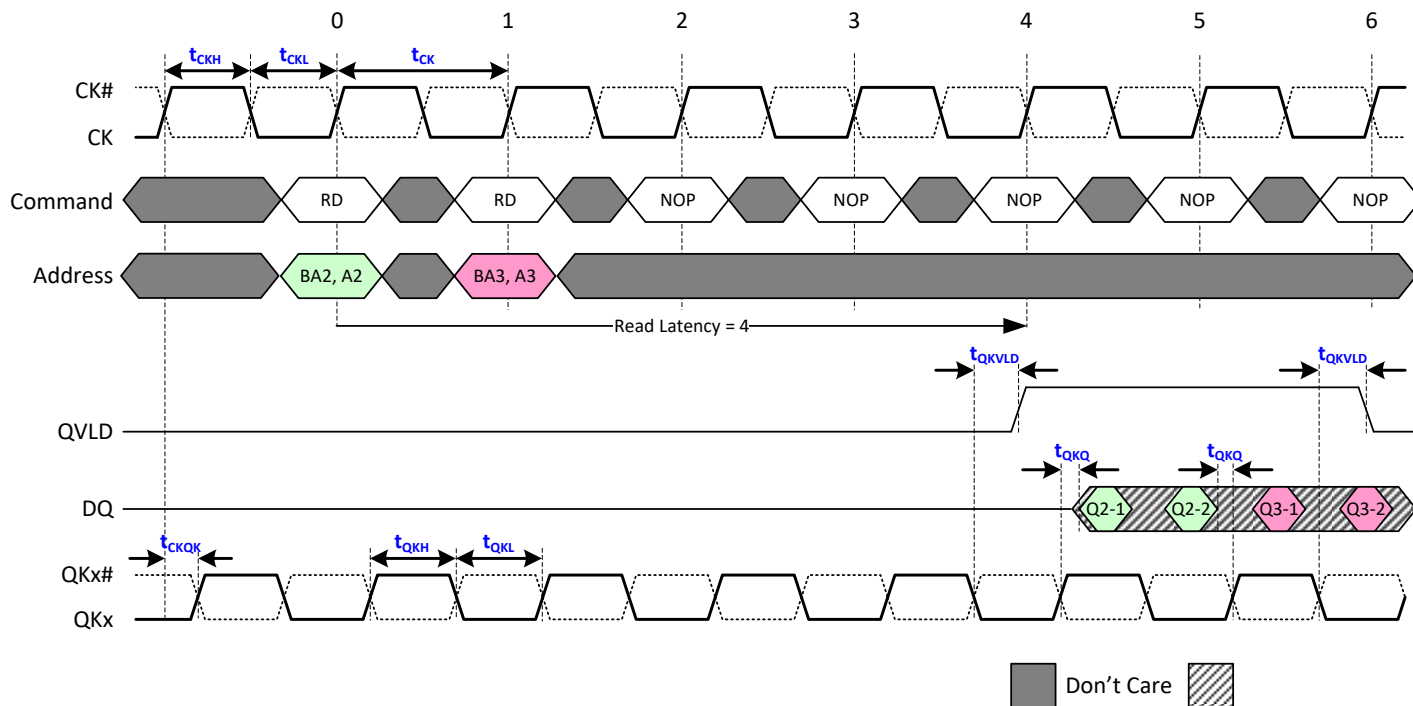 0 1 2 3 4 5 6
tCKH tCKL tCK
CK#
CK
Command RD RD NOP NOP NOP NOP NOP
Address BA2, A2 BA3, A3
Read Latency = 4
tQKVLD tQKVLD
QVLD
tQKQ tQKQ
DQ Q2-1 Q2-2 Q3-1 Q3-2
tCKQK tQKH tQKL
QKx#
QKx
Don't Care